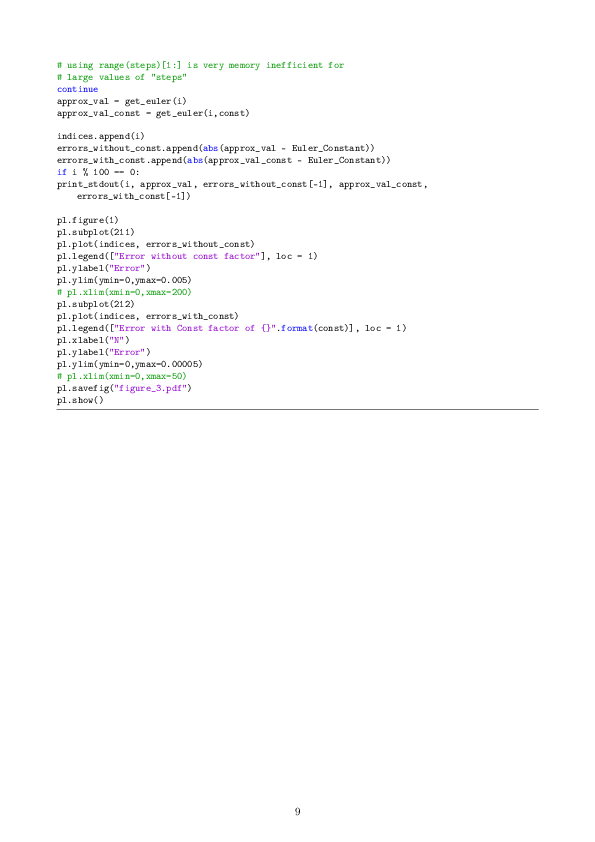 # using range(steps)[1:] is very memory inefficient for
# large values of "steps"
continue
approx_val = get_euler(i)
approx_val_const = get_euler(i,const)
indices.append(i)
errors_without_const.append(abs(approx_val - Euler_Constant))
errors_with_const.append(abs(approx_val_const - Euler_Constant))
if i % 100 == 0:
print_stdout(i, approx_val, errors_without_const[-1], approx_val_const,
errors_with_const[-1])
pl.figure(1)
pl.subplot(211)
pl.plot(indices, errors_without_const)
pl.legend(["Error without const factor"], loc = 1)
pl.ylabel("Error")
pl.ylim(ymin=0,ymax=0.005)
# pl.xlim(xmin=0,xmax=200)
pl.subplot(212)
pl.plot(indices, errors_with_const)
pl.legend(["Error with Const factor of {}".format(const)], loc = 1)
pl.xlabel("N")
pl.ylabel("Error")
pl.ylim(ymin=0,ymax=0.00005)
# pl.xlim(xmin=0,xmax=50)
pl.savefig("figure_3.pdf")
pl.show()
9